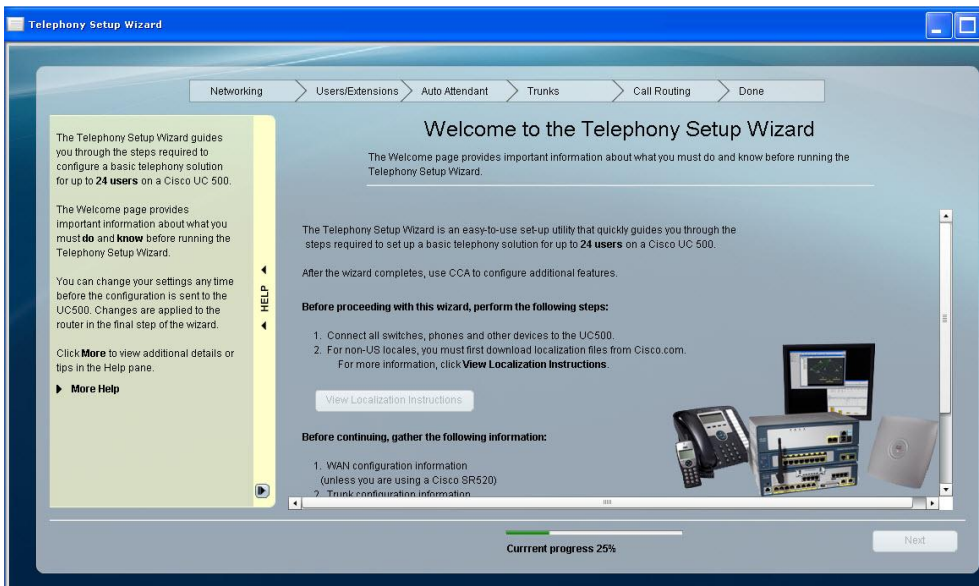 Telephony Setup Wizard
Networking
Users/Extensions
Auto Attendant
Trunks
Call Routing
Done
The Telephony Setup Wizard guides
you through the steps required to
configure a basic telephony solution
for up to 24 users on a Cisco UC 500.
The Welcome page provides
important information about what you
must do and know before running the
Telephony Setup Wizard.
You can change your settings any time
before the configuration is sent to the
UC500. Changes are applied to the
router in the final step of the wizard.
Click More to view additional details or
tips in the Help pane.
More Help
HELP
Welcome to the Telephony Setup Wizard
The Welcome page provides important information about what you must do and know before running the
Telephony Setup Wizard.
The Telephony Setup Wizard is an easy-to-use set-up utility that quickly guides you through the
steps required to set up a basic telephony solution for up to 24 users on a Cisco UC 500.
After the wizard completes, use CCA to configure additional features.
Before proceeding with this wizard, perform the following steps:
1. Connect all switches, phones and other devices to the UC500.
2. For non-US locales, you must first download localization files from Cisco.com.
For more information, click View Localization Instructions.
View Localization Instructions
Before continuing, gather the following information:
1. WAN configuration information
(unless you are using a Cisco SR520)
2. Trunk configuration information
Currrent progress 25%
Next